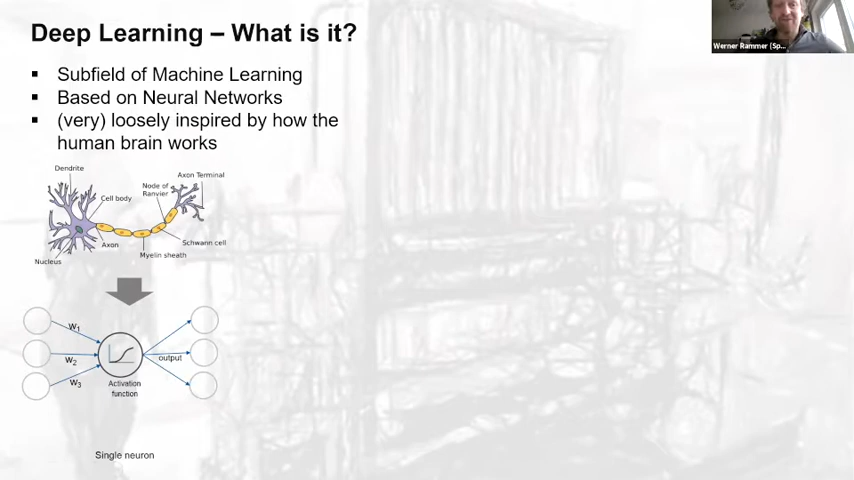 Deep Learning – What is it?
Werner Rammer (Sp...
▪ Subfield of Machine Learning
▪ Based on Neural Networks
▪ (very) loosely inspired by how the
human brain works
Dendrite
Axon Terminal
Node of
Ranvier
Cell body
Schwann cell
Axon
Myelin sheath
Nucleus
W1
W2
output
W3
Activation
function
Single neuron